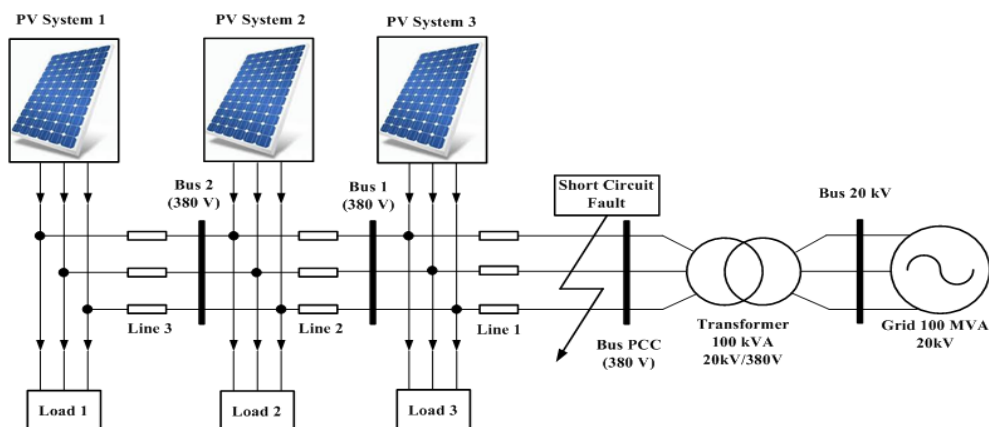 PV System 1
PV System 2
PV System 3
Bus 2
(380 V)
Bus 1
(380 V)
Short Circuit
Fault
Bus 20 kV
Line 3
Line 2
Line 1
Bus PCC
(380 V)
Transformer
100 kVA
20kV/380V
Grid 100 MVA
20kV
Load 1
Load 2
Load 3